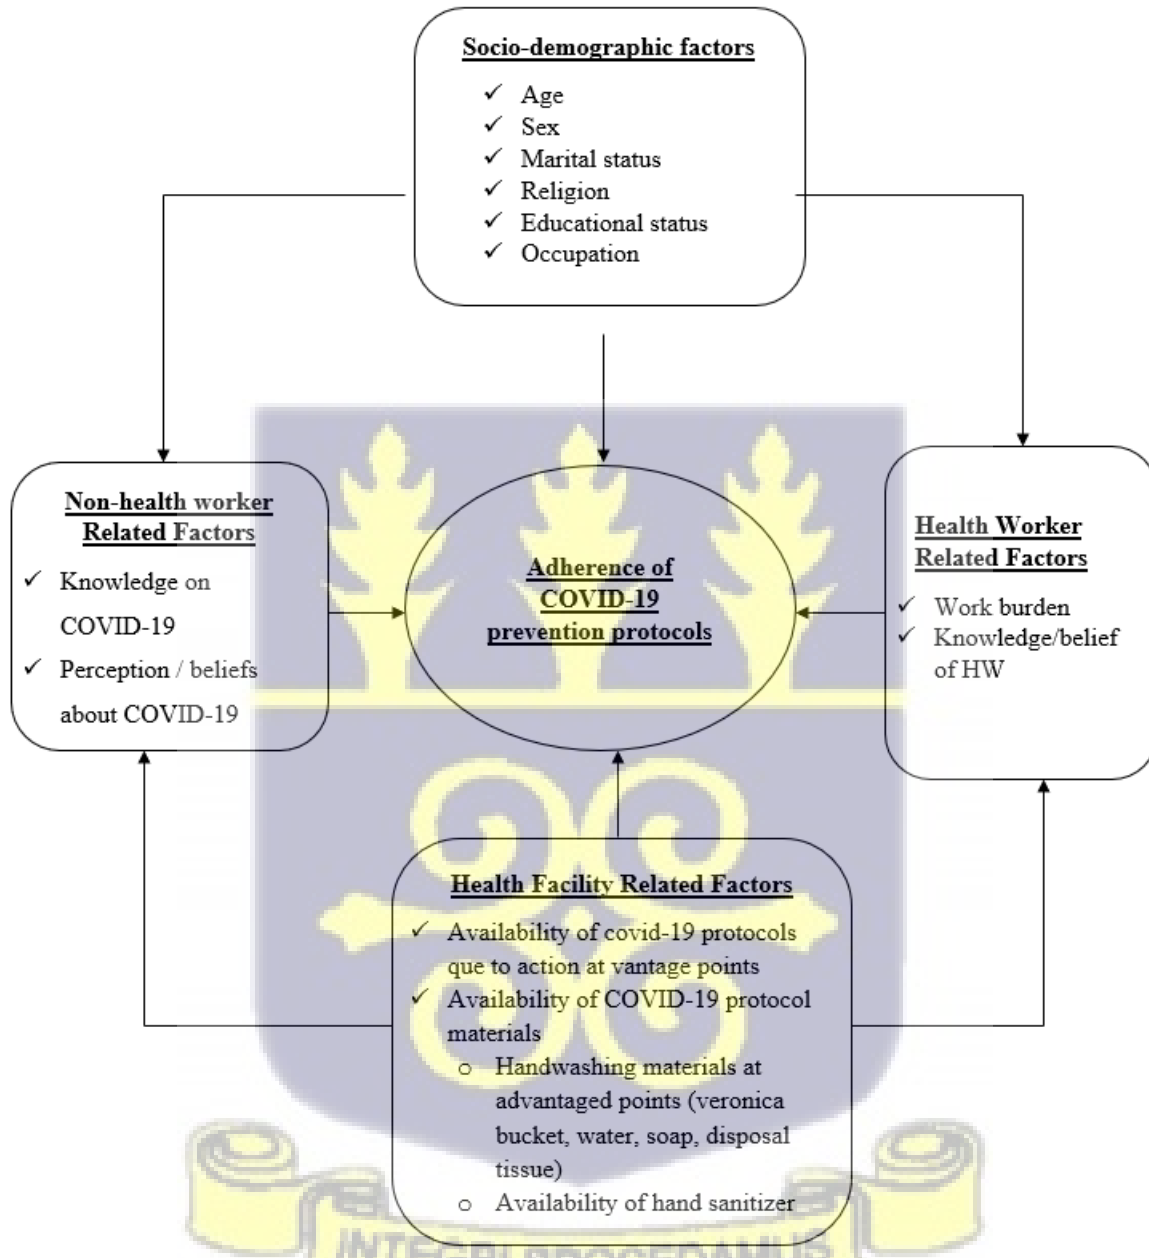 Socio-demographic factors
✓ Age
✓ Sex
✓ Marital status
✓ Religion
✓ Educational status
✓ Occupation
Non-health worker
Related Factors
✓ Knowledge on
COVID-19
✓ Perception / beliefs
about COVID-19
Adherence of
COVID-19
prevention protocols
Health Worker
Related Factors
✓ Work burden
✓ Knowledge/belief
of HW
Health Facility Related Factors
✓ Availability of covid-19 protocols
que to action at vantage points
✓ Availability of COVID-19 protocol
materials
o Handwashing materials at
advantaged points (veronica
bucket, water, soap, disposal
tissue)
o Availability of hand sanitizer
INTEGRI PROCEDAMUS